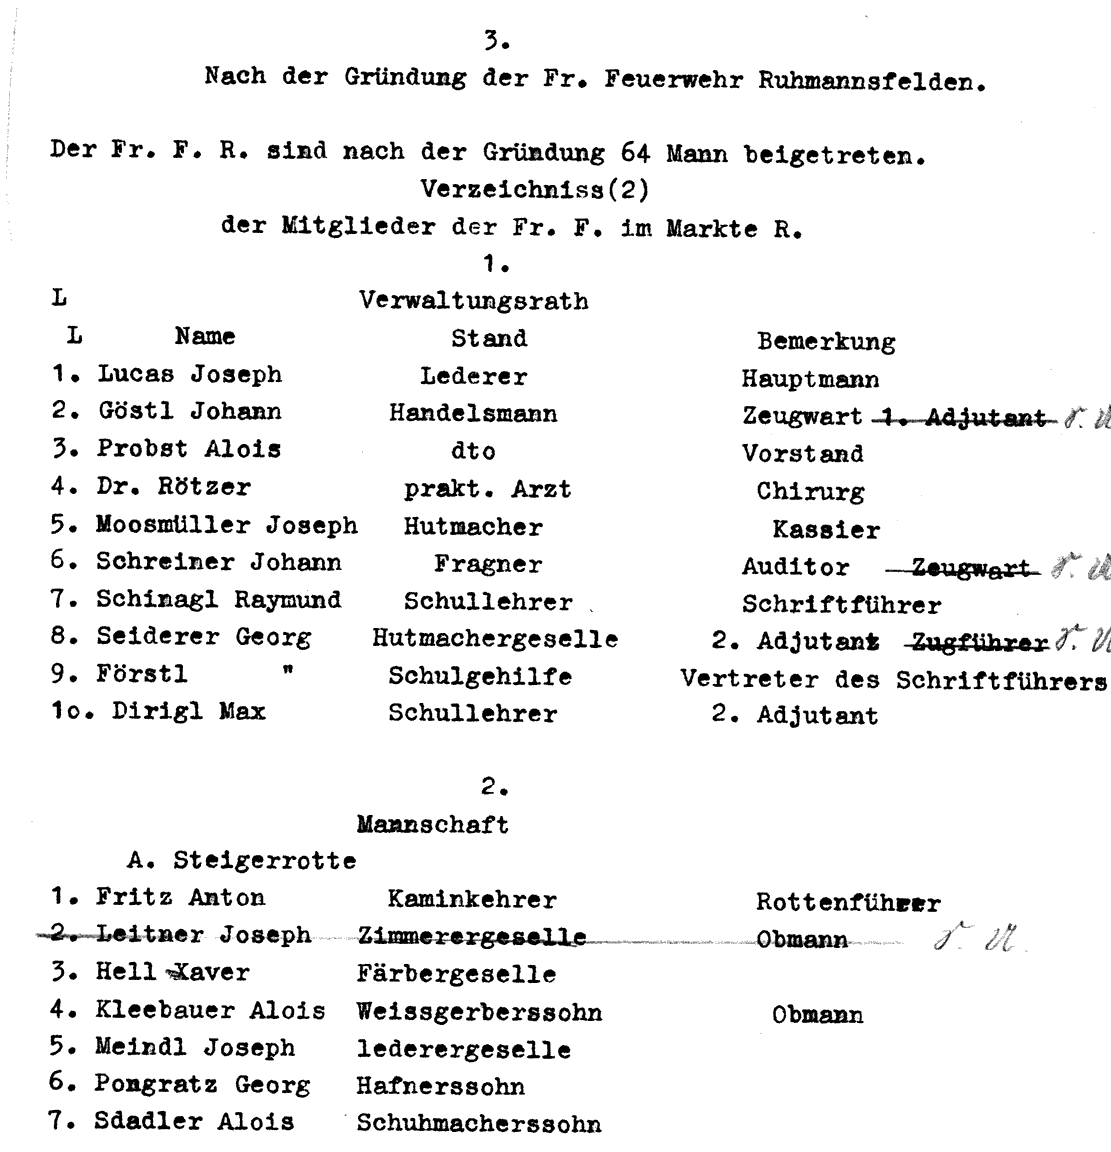 3.
Nach der Gründung der Fr. Feuerwehr Ruhmannsfelden.
Der Fr. F. R. sind nach der Gründung 64 Mann beigetreten.
Verzeichniss(2)
der Mitglieder der Fr. F. im Markte R.
1.
L Verwaltungsrath
L Name Stand Bemerkung
1. Lucas Joseph Lederer Hauptmann
2. Göstl Johann Handelsmann Zeugwart 1. Adjutant
3. Probst Alois dto Vorstand
4. Dr. Rötzer prakt. Arzt Chirurg
5. Moosmüller Joseph Hutmacher Kassier
6. Schreiner Johann Fragner Auditor Zeugwart
7. Schinagl Raymund Schullehrer Schriftführer
8. Seiderer Georg Hutmachergeselle 2. Adjutant Zugführer
9. Förstl " Schulgehilfe Vertreter des Schriftführers
1o. Dirigl Max Schullehrer 2. Adjutant
2.
Mannschaft
A. Steigerrotte
1. Fritz Anton Kaminkehrer Rottenführer
2. Leitner Joseph Zimmerergeselle Obmann
3. Hell Xaver Färbergeselle
4. Kleebauer Alois Weissgerberssohn Obmann
5. Meindl Joseph lederergeselle
6. Pongratz Georg Hafnerssohn
7. Sdadler Alois Schuhmacherssohn